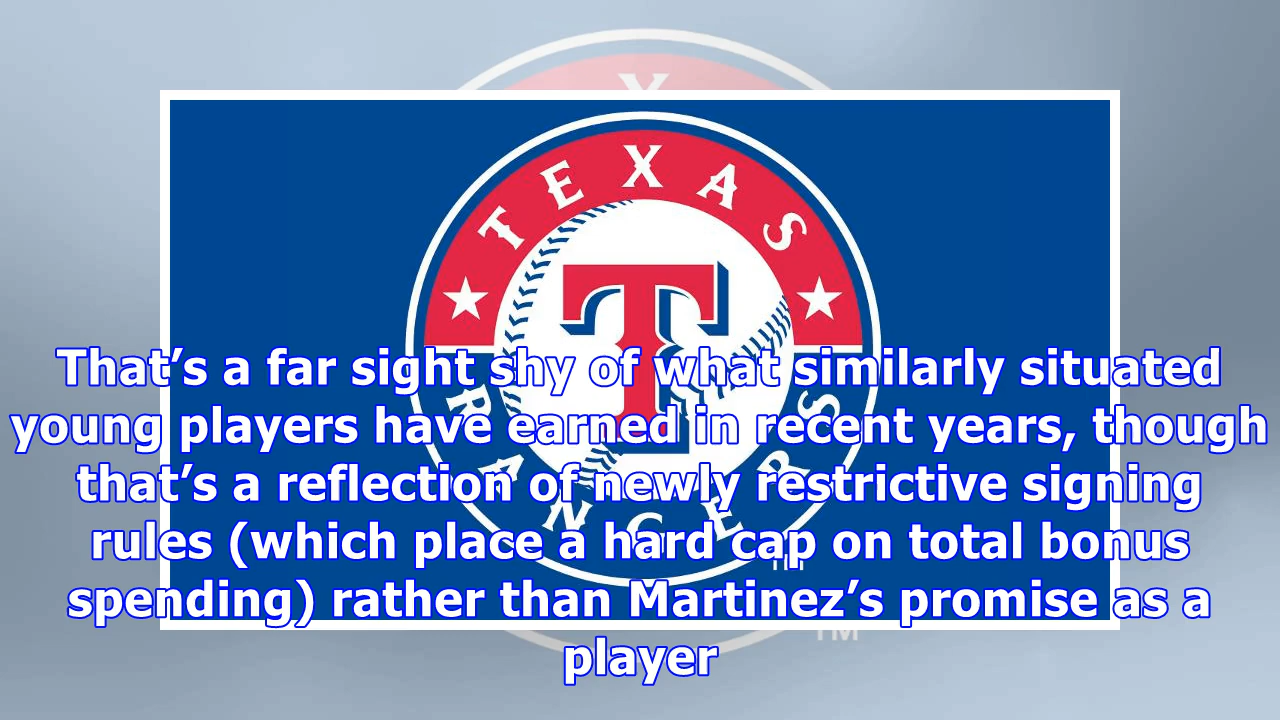 TEXAS
T
RANGERS
TM
That’s a far sight shy of what similarly situated
young players have earned in recent years, though
that’s a reflection of newly restrictive signing
rules (which place a hard cap on total bonus
spending) rather than Martinez’s promise as a
player
X
TM